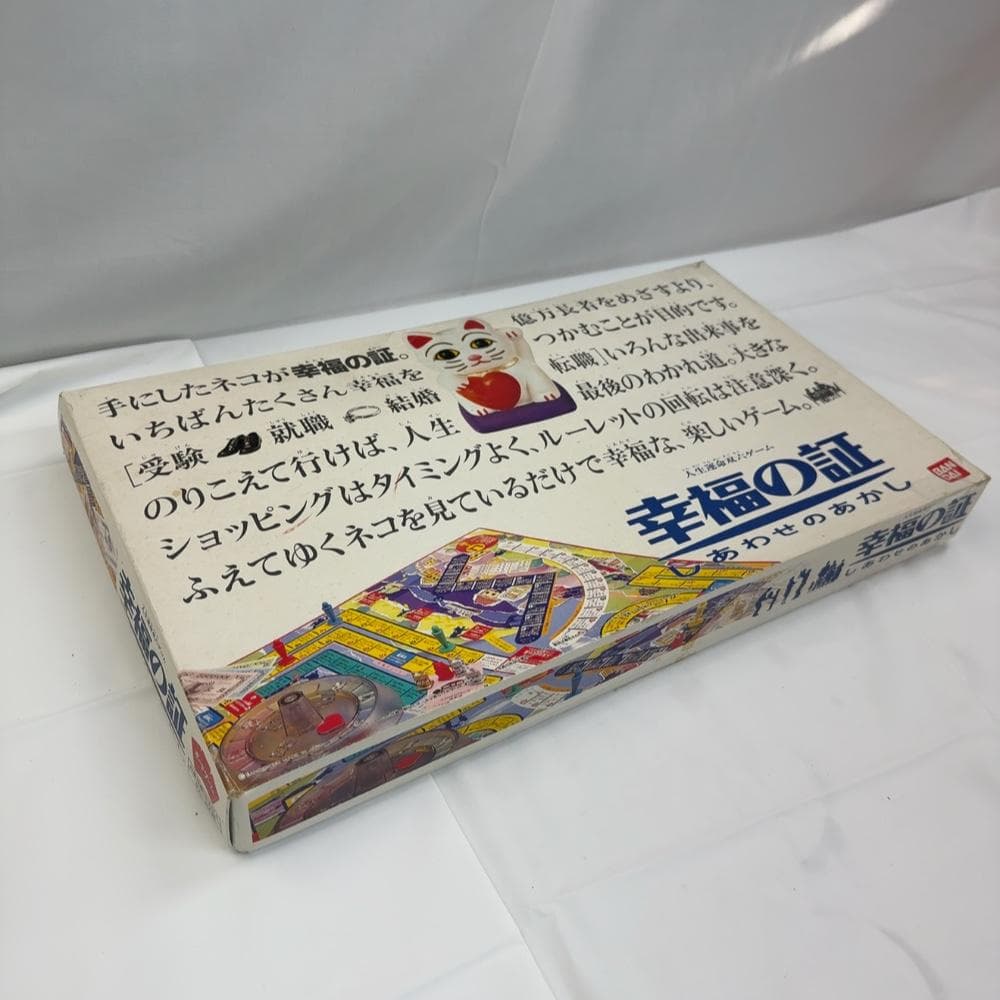 手にしたネコが幸福の証。億万長者をめざすより、
いちばんたくさん幸福をつかむことが目的です。
［受験 就職 結婚 転職］いろんな出来事を
のりこえて行けば、人生最後のわかれ道。大きな
ショッピングはタイミングよく、ルーレットの回転は注意深く。
ふえてゆくネコを見ているだけで幸福な、楽しいゲーム。
人生運命双六ゲーム
幸福の証
しあわせのあかし
BAN
DAI
幸福の証
しあわせのあかし
幸福の証